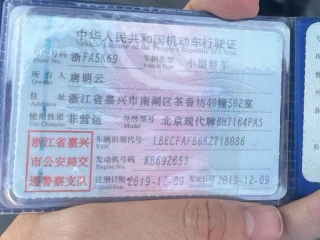 中华人民共和国机动车行驶证
Vehicle License of the People's Republic of China
号牌号码 浙FA5K69 车辆类型 小型轿车
所有人 唐明云
住址 浙江省嘉兴市南湖区茶香坊40幢502室
使用性质 非营运 品牌型号 北京现代牌BH7164PAS
浙江省嘉兴市公安局交通警察支队
车辆识别代号 LBECFAFB0KZ718086
发动机号码 KB692653
注册日期 2019-12-09 发证日期 2019-12-09